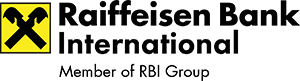 Raiffeisen Bank
International
Member of RBI Group